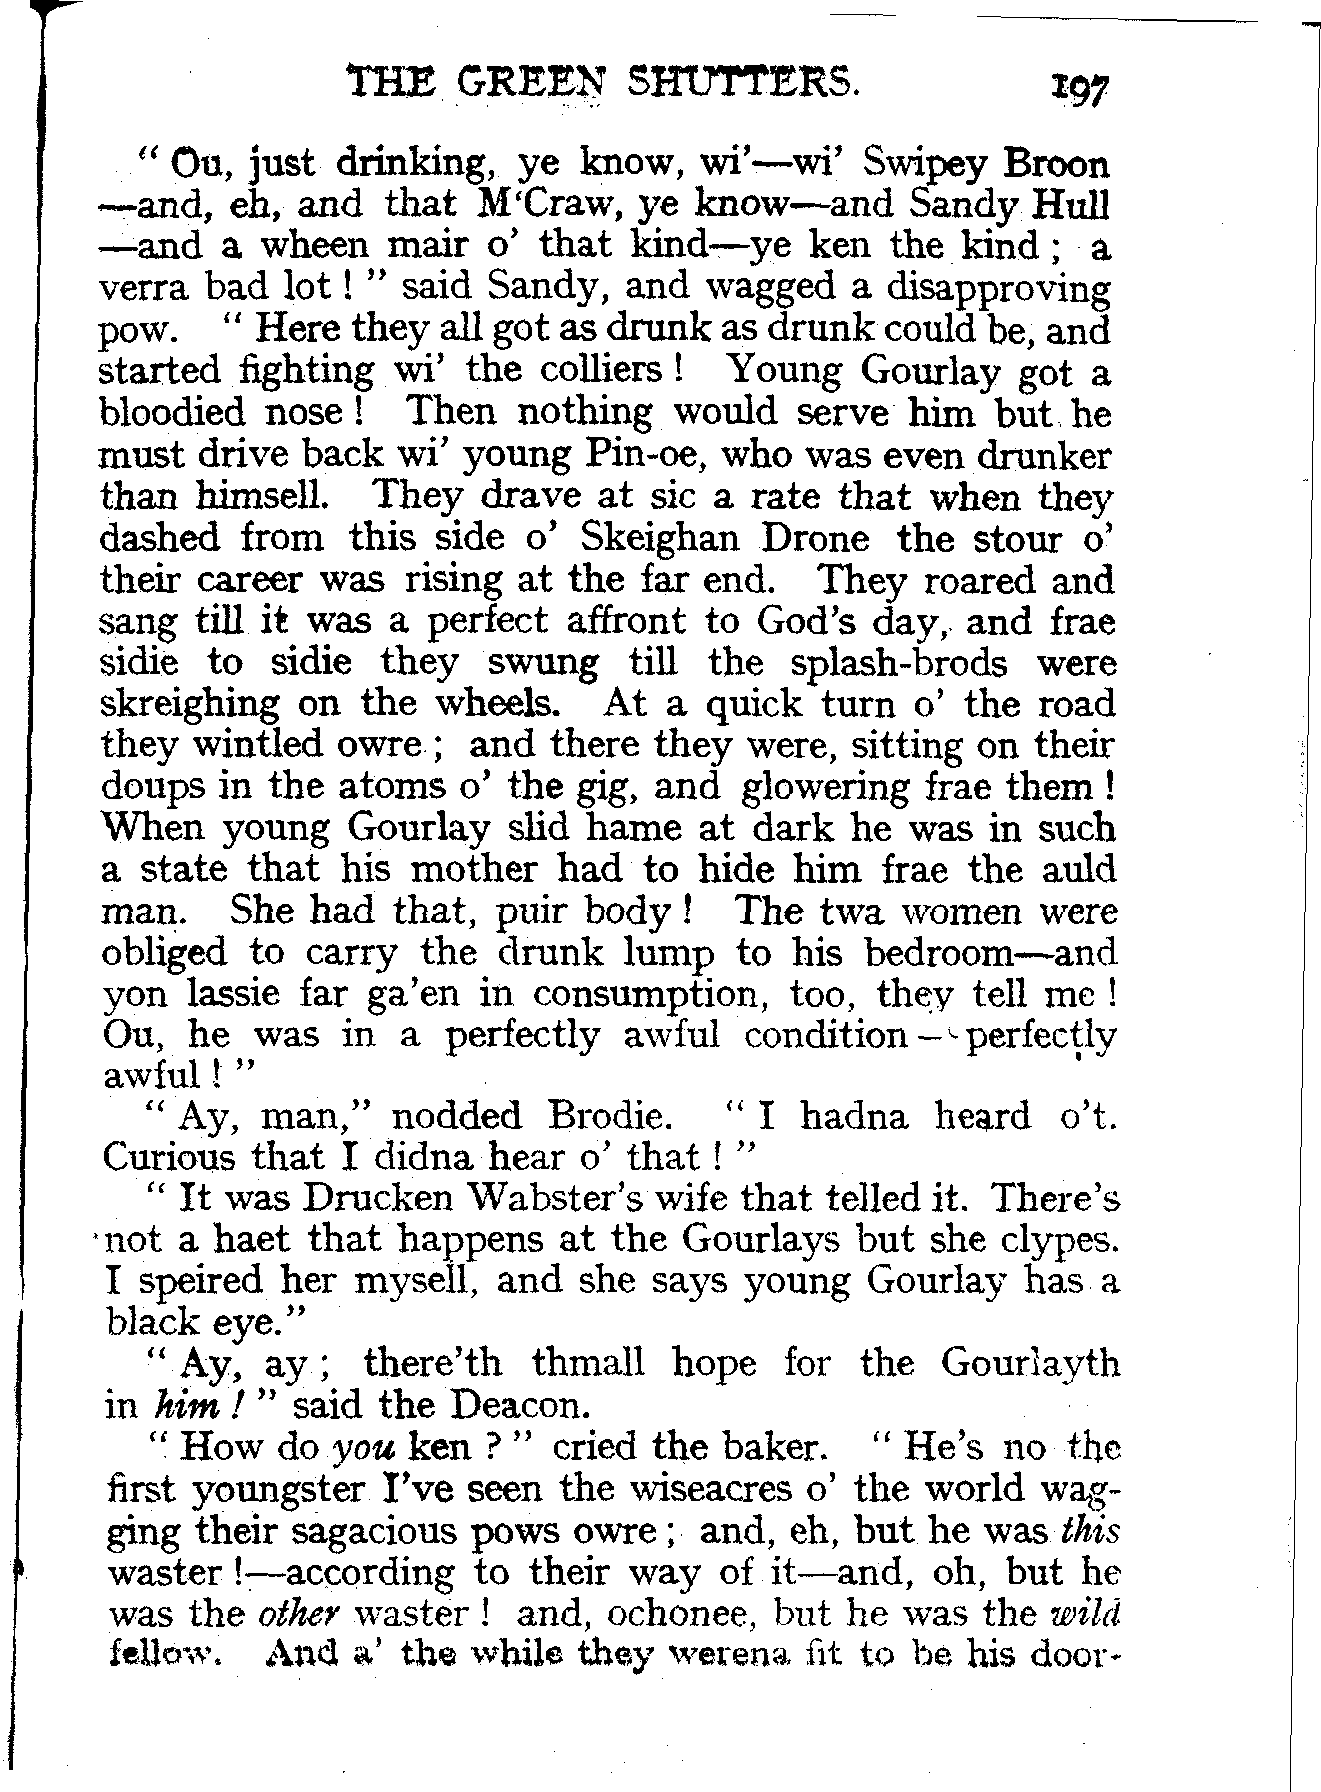 THE GREEN SHUTTERS. 197
“ Ou, just drinking, ye know, wi’—wi’ Swipey Broon
—and, eh, and that M‘Craw, ye know—and Sandy Hull
—and a wheen mair o’ that kind—ye ken the kind ; a
verra bad lot ! ” said Sandy, and wagged a disapproving
pow. “ Here they all got as drunk as drunk could be, and
started fighting wi’ the colliers ! Young Gourlay got a
bloodied nose ! Then nothing would serve him but he
must drive back wi’ young Pin-oe, who was even drunker
than himsell. They drave at sic a rate that when they
dashed from this side o’ Skeighan Drone the stour o’
their career was rising at the far end. They roared and
sang till it was a perfect affront to God’s day, and frae
sidie to sidie they swung till the splash-brods were
skreighing on the wheels. At a quick turn o’ the road
they wintled owre ; and there they were, sitting on their
doups in the atoms o’ the gig, and glowering frae them !
When young Gourlay slid hame at dark he was in such
a state that his mother had to hide him frae the auld
man. She had that, puir body ! The twa women were
obliged to carry the drunk lump to his bedroom—and
yon lassie far ga’en in consumption, too, they tell me !
Ou, he was in a perfectly awful condition—perfectly
awful ! ”
“ Ay, man,” nodded Brodie. “ I hadna heard o’t.
Curious that I didna hear o’ that ! ”
“ It was Drucken Wabster’s wife that telled it. There’s
not a haet that happens at the Gourlays but she clypes.
I speired her mysell, and she says young Gourlay has a
black eye.”
“ Ay, ay ; there’th thmall hope for the Gourlayth
in him ! ” said the Deacon.
“ How do you ken ? ” cried the baker. “ He’s no the
first youngster I’ve seen the wiseacres o’ the world wag-
ging their sagacious pows owre ; and, eh, but he was this
waster !—according to their way of it—and, oh, but he
was the other waster ! and, ochonee, but he was the wild
fellow. And a’ the while they werena fit to be his door-